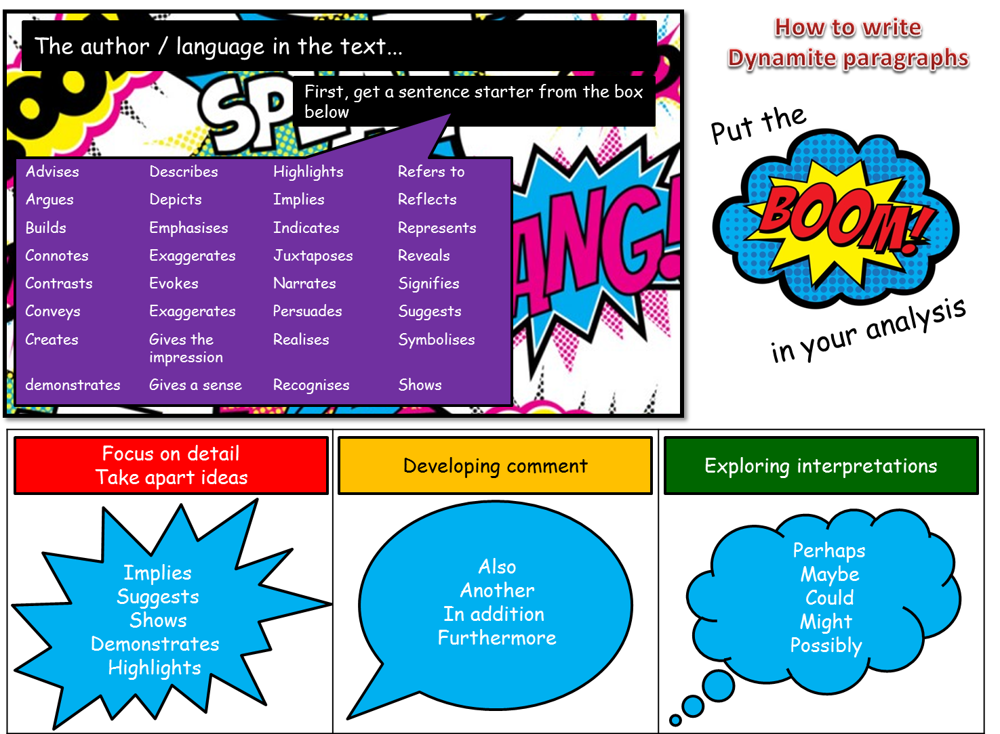 The author / language in the text...
First, get a sentence starter from the box
below
Advises Describes Highlights Refers to
Argues Depicts Implies Reflects
Builds Emphasises Indicates Represents
Connotes Exaggerates Juxtaposes Reveals
Contrasts Evokes Narrates Signifies
Conveys Exaggerates Persuades Suggests
Creates Gives the Realises Symbolises
impression
demonstrates Gives a sense Recognises Shows
How to write
Dynamite paragraphs
Put the
BOOM!
in your analysis
Focus on detail
Take apart ideas
Implies
Suggests
Shows
Demonstrates
Highlights
Developing comment
Also
Another
In addition
Furthermore
Exploring interpretations
Perhaps
Maybe
Could
Might
Possibly